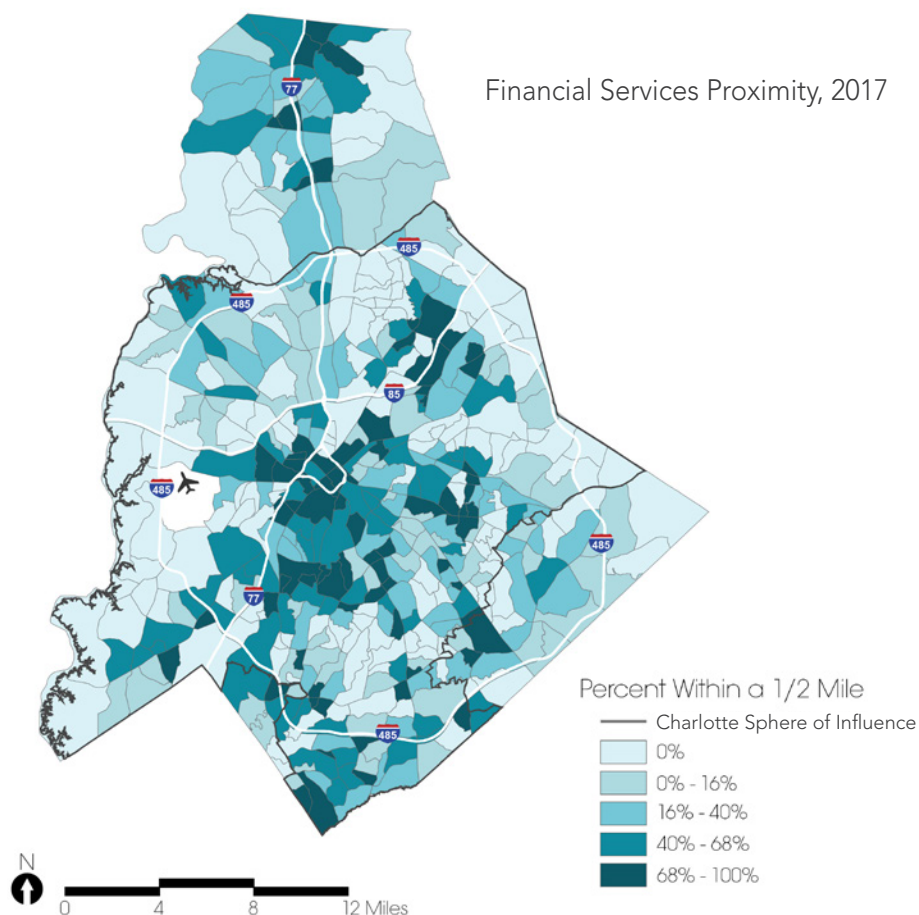 77
Financial Services Proximity, 2017
485
485
85
485
485
77
485
Percent Within a 1/2 Mile
Charlotte Sphere of Influence
0%
0% - 16%
16% - 40%
40% - 68%
68% - 100%
N
0 4 8 12 Miles